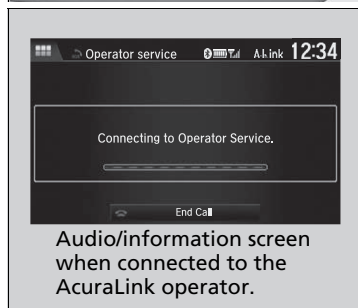 Operator service A-Link 12:34
Connecting to Operator Service.
End Call
Audio/information screen
when connected to the
AcuraLink operator.